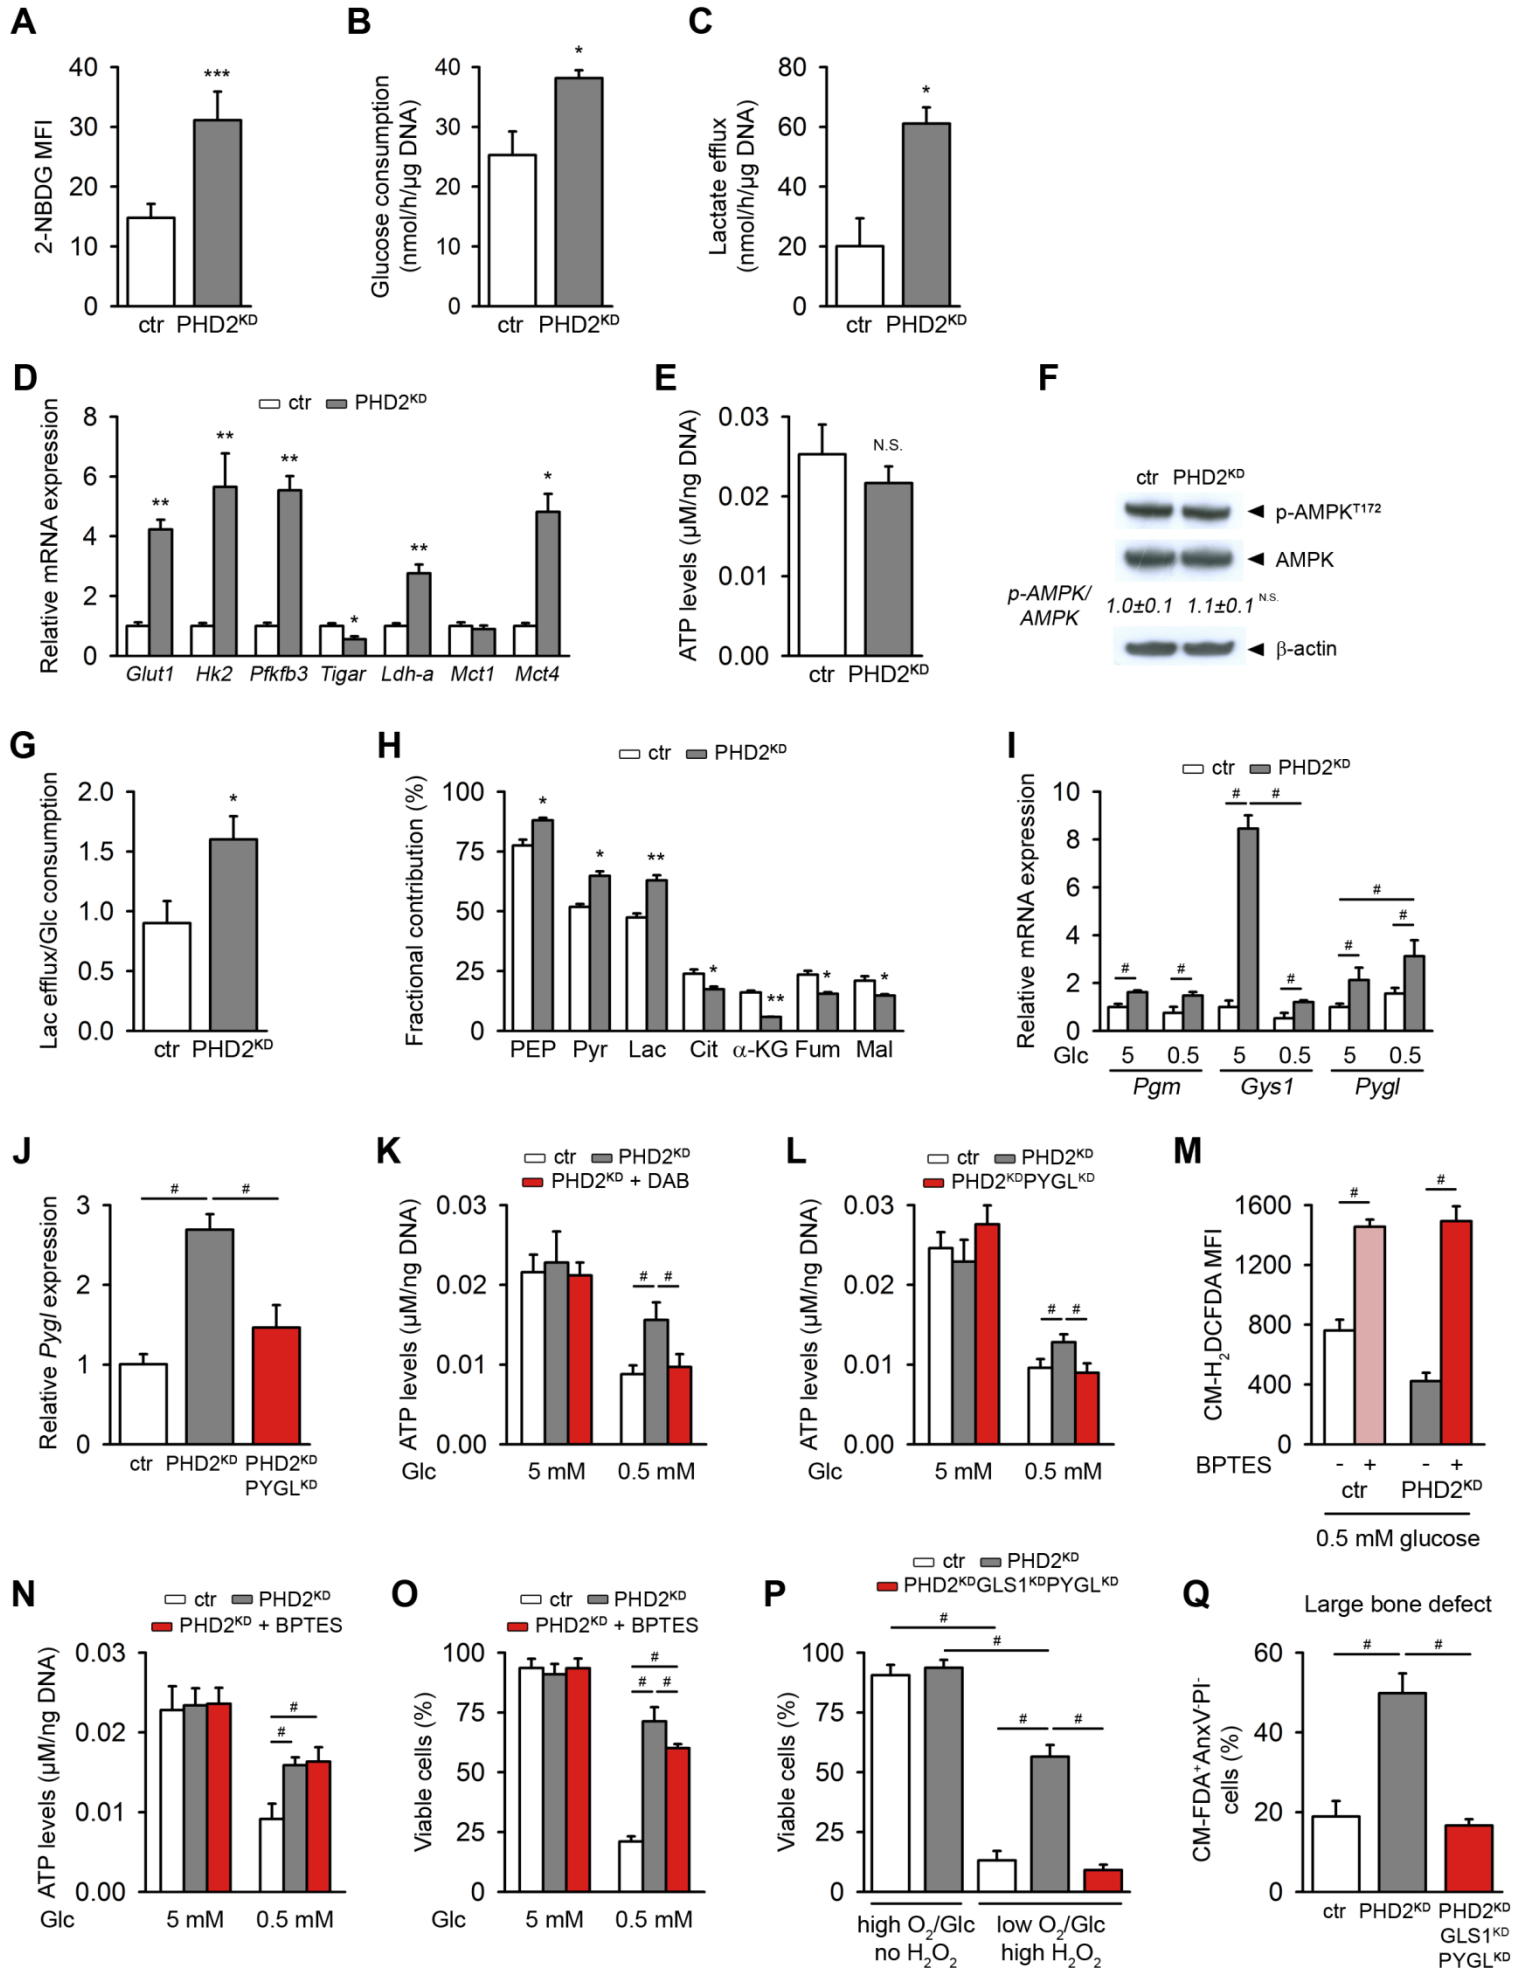 A
2-NBDG MFI
40
30
20
10
0
***
ctr PHD2KD
B
Glucose consumption
(nmol/h/µg DNA)
40
30
20
10
0
*
ctr PHD2KD
C
Lactate efflux
(nmol/h/µg DNA)
80
60
40
20
0
*
ctr PHD2KD
D
ctr PHD2KD
Relative mRNA expression
8
6
4
2
0
** ** ** * ** *
Glut1 Hk2 Pfkfb3 Tigar Ldh-a Mct1 Mct4
E
ATP levels (µM/ng DNA)
0.03
0.02
0.01
0.00
N.S.
ctr PHD2KD
F
ctr PHD2KD
◄ p-AMPKT172
◄ AMPK
p-AMPK/
AMPK
1.0±0.1 1.1±0.1 N.S.
◄ β-actin
G
Lac efflux/Glc consumption
2.0
1.5
1.0
0.5
0.0
*
ctr PHD2KD
H
ctr PHD2KD
Fractional contribution (%)
100
75
50
25
0
* * ** * ** * *
PEP Pyr Lac Cit α-KG Fum Mal
I
ctr PHD2KD
Relative mRNA expression
10
8
6
4
2
0
# # # # # # # #
Glc 5 0.5 5 0.5 5 0.5
Pgm Gys1 Pygl
J
Relative Pygl expression
3
2
1
0
# #
ctr PHD2KD PHD2KD
PYGLKD
K
ctr PHD2KD
PHD2KD + DAB
ATP levels (µM/ng DNA)
0.03
0.02
0.01
0.00
# #
Glc 5 mM 0.5 mM
L
ctr PHD2KD
PHD2KDPYGLKD
ATP levels (µM/ng DNA)
0.03
0.02
0.01
0.00
# #
Glc 5 mM 0.5 mM
M
CM-H2DCFDA MFI
1600
1200
800
400
0
# #
BPTES - + - +
ctr PHD2KD
0.5 mM glucose
N
ctr PHD2KD
PHD2KD + BPTES
ATP levels (µM/ng DNA)
0.03
0.02
0.01
0.00
#
#
Glc 5 mM 0.5 mM
O
ctr PHD2KD
PHD2KD + BPTES
Viable cells (%)
100
75
50
25
0
#
# #
Glc 5 mM 0.5 mM
P
ctr PHD2KD
PHD2KDGLS1KDPYGLKD
Viable cells (%)
100
75
50
25
0
#
#
# #
high O2/Glc low O2/Glc
no H2O2 high H2O2
Q
Large bone defect
CM-FDA+AnxV-PI-
cells (%)
60
40
20
0
# #
ctr PHD2KD PHD2KD
GLS1KD
PYGLKD